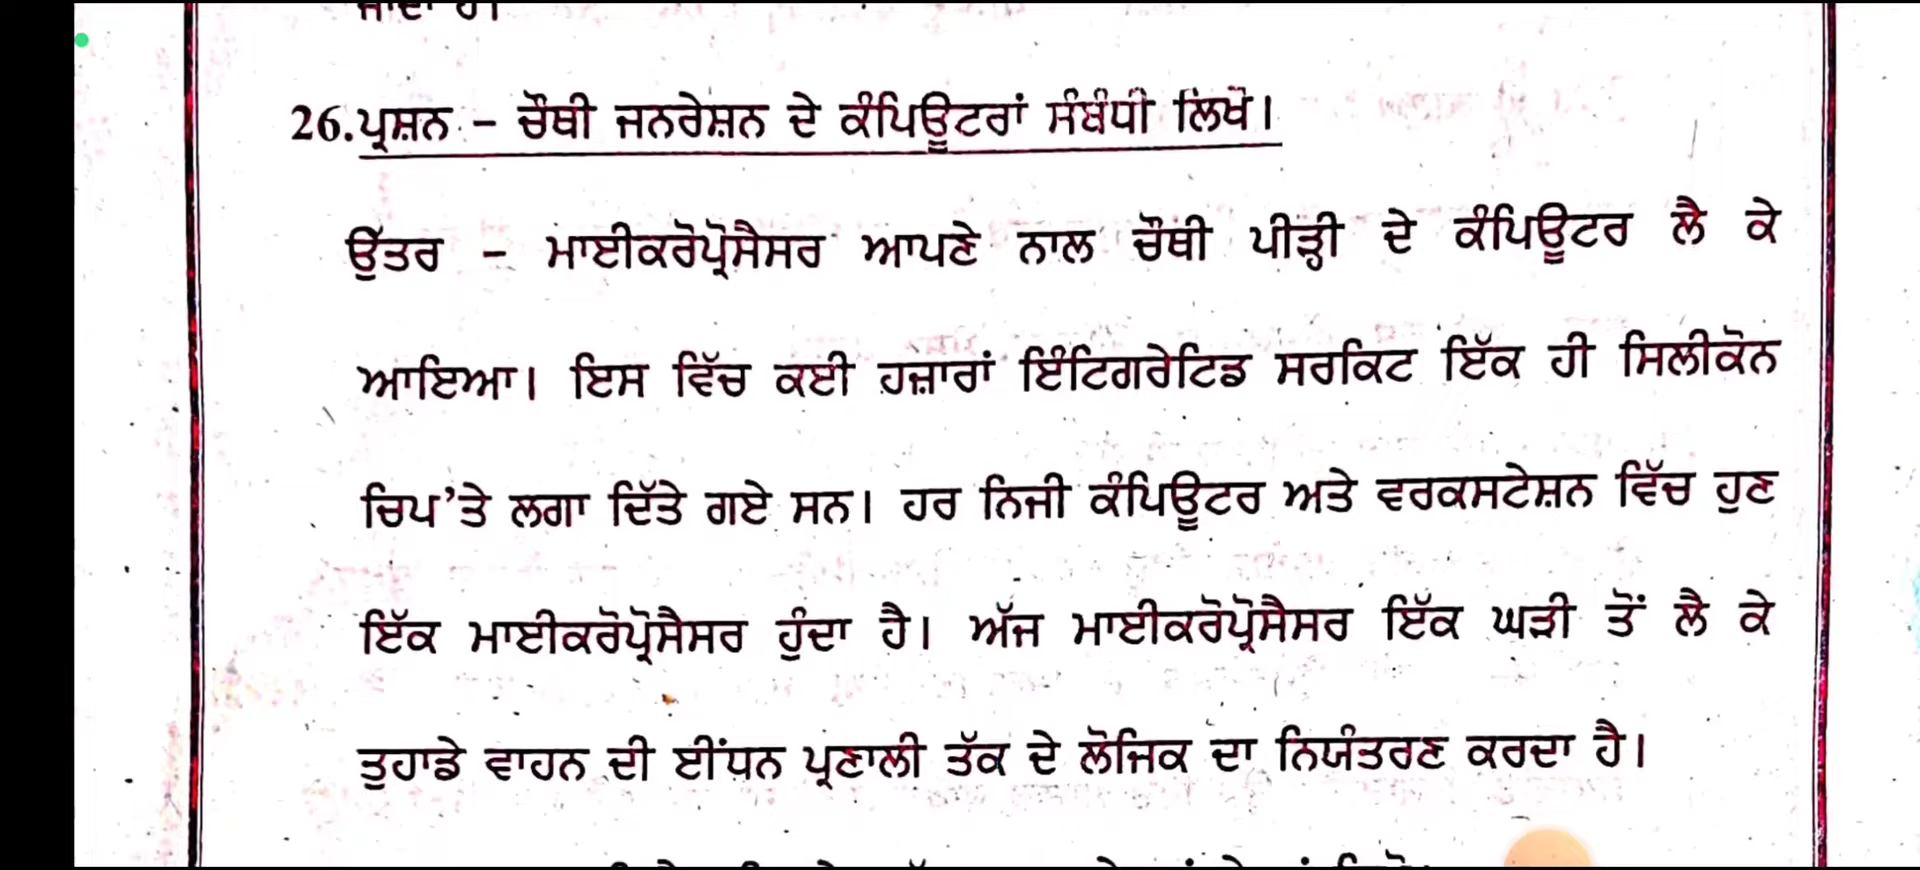 ਜਾਂਦਾ ਹੈ।
26.ਪ੍ਰਸ਼ਨ – ਚੌਥੀ ਜਨਰੇਸ਼ਨ ਦੇ ਕੰਪਿਊਟਰਾਂ ਸੰਬੰਧੀ ਲਿਖੋ।
ਉੱਤਰ – ਮਾਈਕਰੋਪ੍ਰੋਸੈਸਰ ਆਪਣੇ ਨਾਲ ਚੌਥੀ ਪੀੜ੍ਹੀ ਦੇ ਕੰਪਿਊਟਰ ਲੈ ਕੇ
ਆਇਆ। ਇਸ ਵਿੱਚ ਕਈ ਹਜ਼ਾਰਾਂ ਇੰਟਿਗਰੇਟਿਡ ਸਰਕਿਟ ਇੱਕ ਹੀ ਸਿਲੀਕੋਨ
ਚਿਪ'ਤੇ ਲਗਾ ਦਿੱਤੇ ਗਏ ਸਨ। ਹਰ ਨਿਜੀ ਕੰਪਿਊਟਰ ਅਤੇ ਵਰਕਸਟੇਸ਼ਨ ਵਿੱਚ ਹੁਣ
ਇੱਕ ਮਾਈਕਰੋਪ੍ਰੋਸੈਸਰ ਹੁੰਦਾ ਹੈ। ਅੱਜ ਮਾਈਕਰੋਪ੍ਰੋਸੈਸਰ ਇੱਕ ਘੜੀ ਤੋਂ ਲੈ ਕੇ
ਤੁਹਾਡੇ ਵਾਹਨ ਦੀ ਈਂਧਨ ਪ੍ਰਣਾਲੀ ਤੱਕ ਦੇ ਲੋਜਿਕ ਦਾ ਨਿਯੰਤਰਣ ਕਰਦਾ ਹੈ।